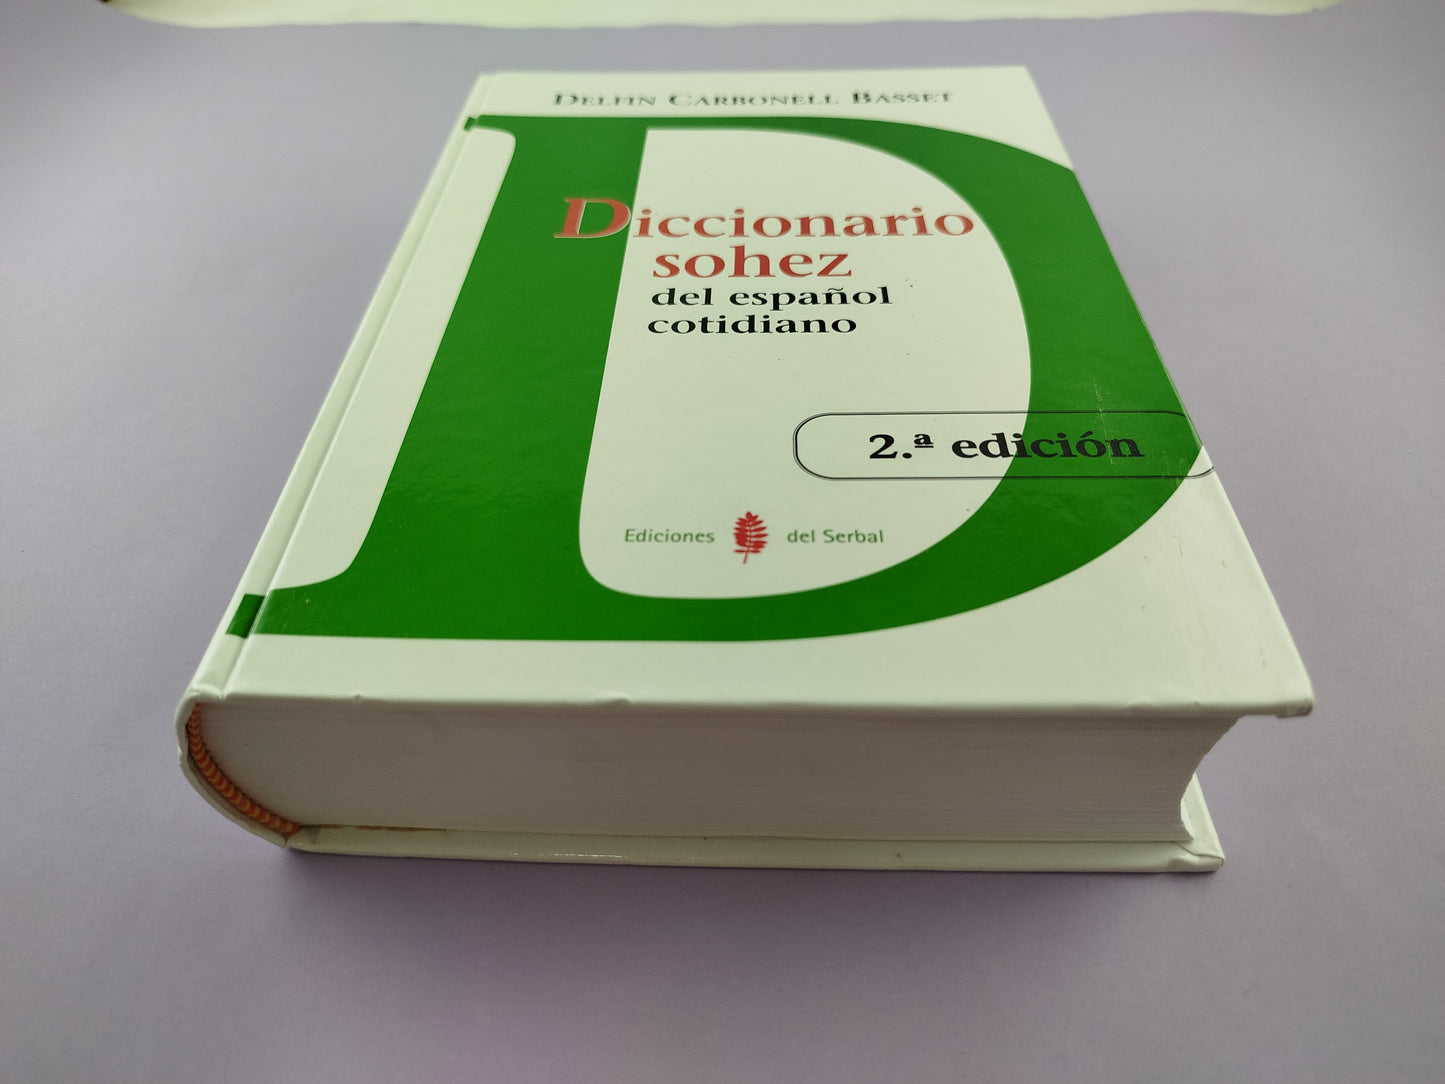 DELFIN CARBONELL BASSET
Diccionario
sohez
del español
cotidiano
2.ª edición
Ediciones del Serbal